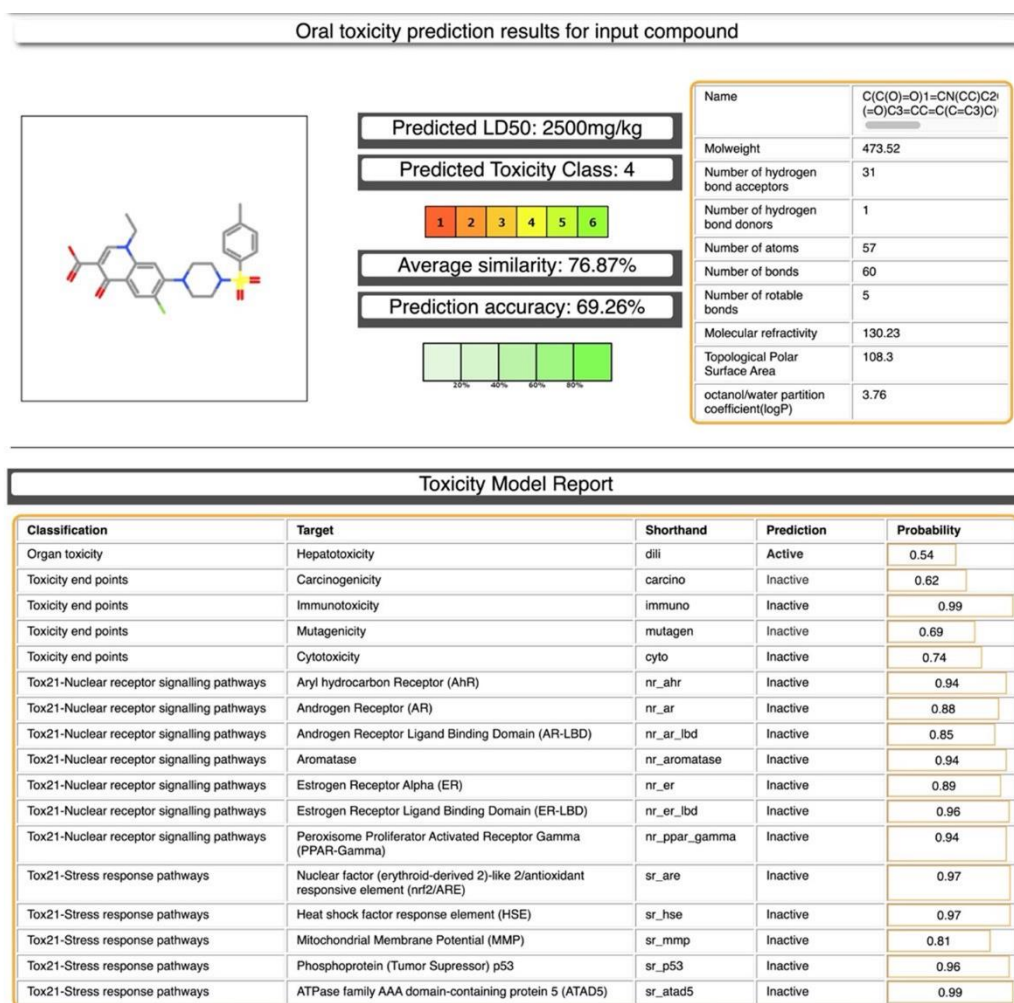 Oral toxicity prediction results for input compound
Predicted LD50: 2500mg/kg
Predicted Toxicity Class: 4
1 2 3 4 5 6
Average similarity: 76.87%
Prediction accuracy: 69.26%
20% 40% 60% 80%
Name C(C(O)=O)1=CN(CC)C2
(=O)C3=CC=C(C=C3)C)
Molweight 473.52
Number of hydrogen
bond acceptors 31
Number of hydrogen
bond donors 1
Number of atoms 57
Number of bonds 60
Number of rotable
bonds 5
Molecular refractivity 130.23
Topological Polar
Surface Area 108.3
octanol/water partition
coefficient(logP) 3.76
Toxicity Model Report
Classification Target Shorthand Prediction Probability
Organ toxicity Hepatotoxicity dili Active 0.54
Toxicity end points Carcinogenicity carcino Inactive 0.62
Toxicity end points Immunotoxicity immuno Inactive 0.99
Toxicity end points Mutagenicity mutagen Inactive 0.69
Toxicity end points Cytotoxicity cyto Inactive 0.74
Tox21-Nuclear receptor signalling pathways Aryl hydrocarbon Receptor (AhR) nr_ahr Inactive 0.94
Tox21-Nuclear receptor signalling pathways Androgen Receptor (AR) nr_ar Inactive 0.88
Tox21-Nuclear receptor signalling pathways Androgen Receptor Ligand Binding Domain (AR-LBD) nr_ar_lbd Inactive 0.85
Tox21-Nuclear receptor signalling pathways Aromatase nr_aromatase Inactive 0.94
Tox21-Nuclear receptor signalling pathways Estrogen Receptor Alpha (ER) nr_er Inactive 0.89
Tox21-Nuclear receptor signalling pathways Estrogen Receptor Ligand Binding Domain (ER-LBD) nr_er_lbd Inactive 0.96
Tox21-Nuclear receptor signalling pathways Peroxisome Proliferator Activated Receptor Gamma
(PPAR-Gamma) nr_ppar_gamma Inactive 0.94
Tox21-Stress response pathways Nuclear factor (erythroid-derived 2)-like 2/antioxidant
responsive element (nrf2/ARE) sr_are Inactive 0.97
Tox21-Stress response pathways Heat shock factor response element (HSE) sr_hse Inactive 0.97
Tox21-Stress response pathways Mitochondrial Membrane Potential (MMP) sr_mmp Inactive 0.81
Tox21-Stress response pathways Phosphoprotein (Tumor Supressor) p53 sr_p53 Inactive 0.96
Tox21-Stress response pathways ATPase family AAA domain-containing protein 5 (ATAD5) sr_atad5 Inactive 0.99